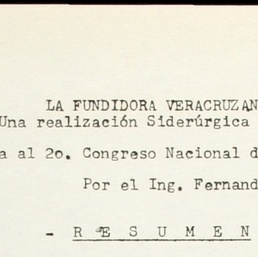 LA FUNDIDORA VERACRUZAN
Una realización Siderúrgica
a al 2o. Congreso Nacional d
Por el Ing. Fernand
- R E S U M E N